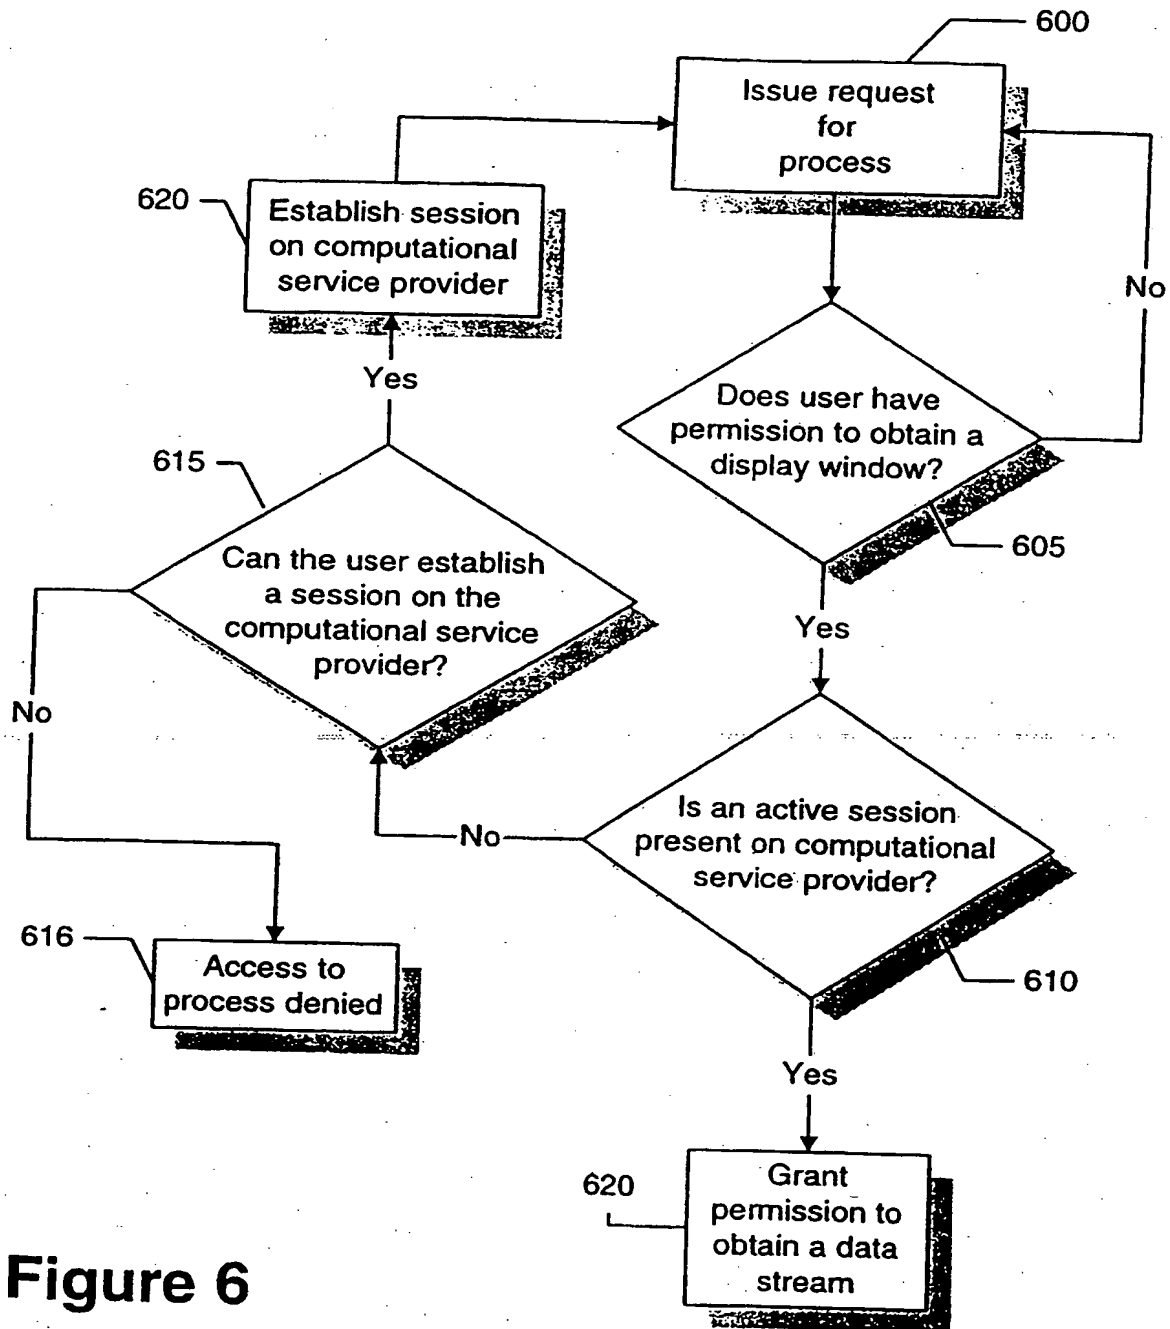 600
Issue request
for
process
620
Establish session
on computational
service provider
No
Yes
Does user have
permission to obtain a
display window?
615
605
Can the user establish
a session on the
computational service
provider?
Yes
No
Is an active session
present on computational
service provider?
No
616
Access to
process denied
610
Yes
620
Grant
permission to
obtain a data
stream
Figure 6